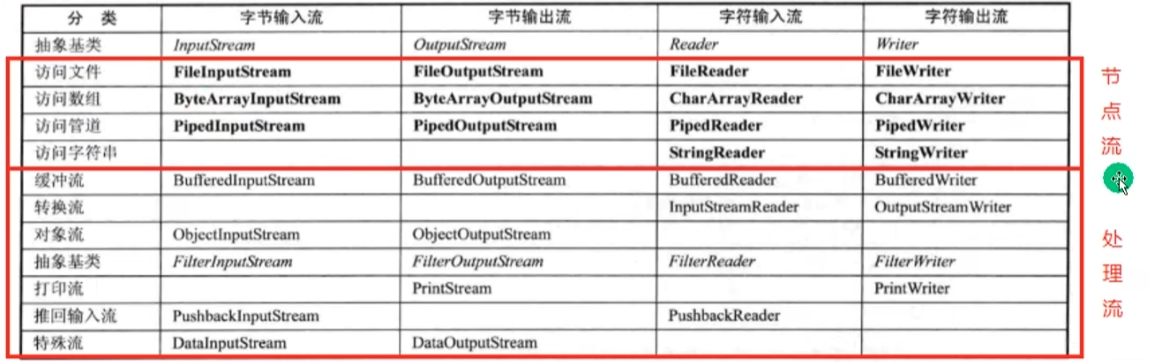 分 类 字节输入流 字节输出流 字符输入流 字符输出流
抽象基类 InputStream OutputStream Reader Writer
访问文件 FileInputStream FileOutputStream FileReader FileWriter
访问数组 ByteArrayInputStream ByteArrayOutputStream CharArrayReader CharArrayWriter
访问管道 PipedInputStream PipedOutputStream PipedReader PipedWriter
访问字符串 StringReader StringWriter
缓冲流 BufferedInputStream BufferedOutputStream BufferedReader BufferedWriter
转换流 InputStreamReader OutputStreamWriter
对象流 ObjectInputStream ObjectOutputStream
抽象基类 FilterInputStream FilterOutputStream FilterReader FilterWriter
打印流 PrintStream PrintWriter
推回输入流 PushbackInputStream PushbackReader
特殊流 DataInputStream DataOutputStream
节
点
流
处
理
流